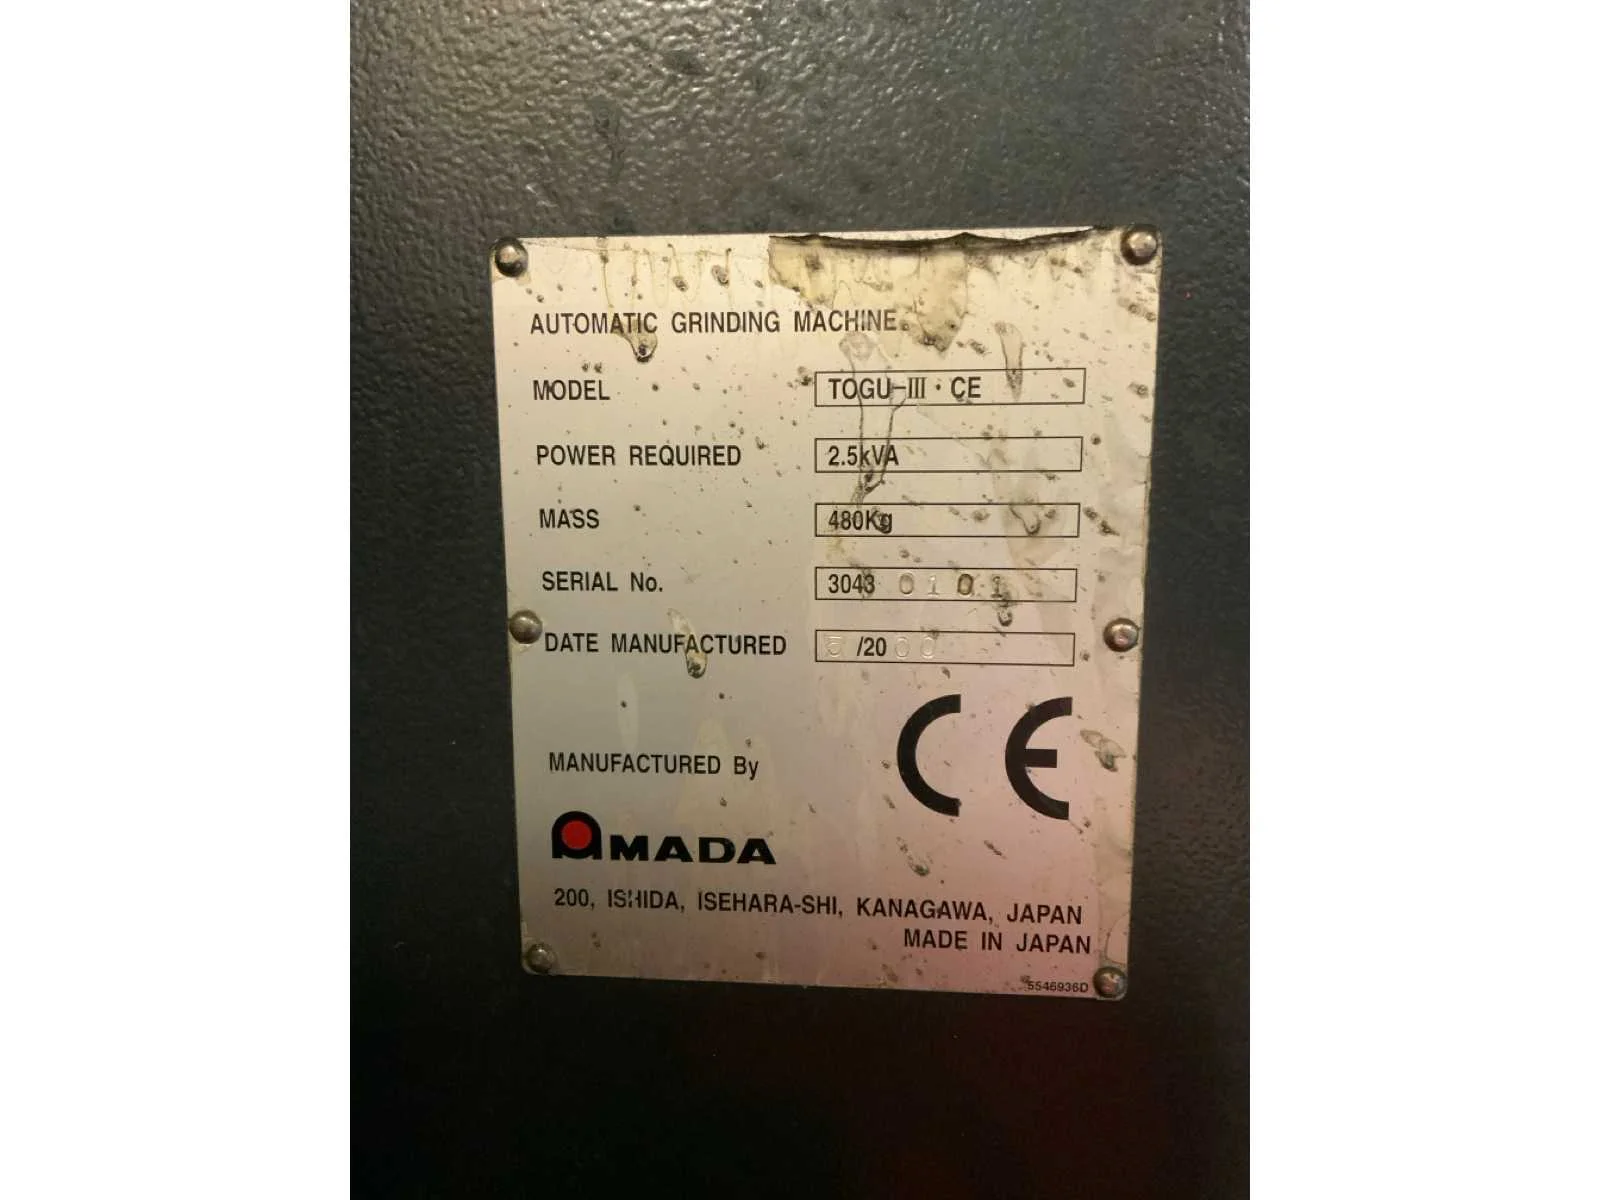 AUTOMATIC GRINDING MACHINE
MODEL TOGU-III・CE
POWER REQUIRED 2.5kVA
MASS 480Kg
SERIAL No. 3043 0101
DATE MANUFACTURED 5/2000
MANUFACTURED By
CE
AMADA
200, ISHIDA, ISEHARA-SHI, KANAGAWA, JAPAN
MADE IN JAPAN
5546936D